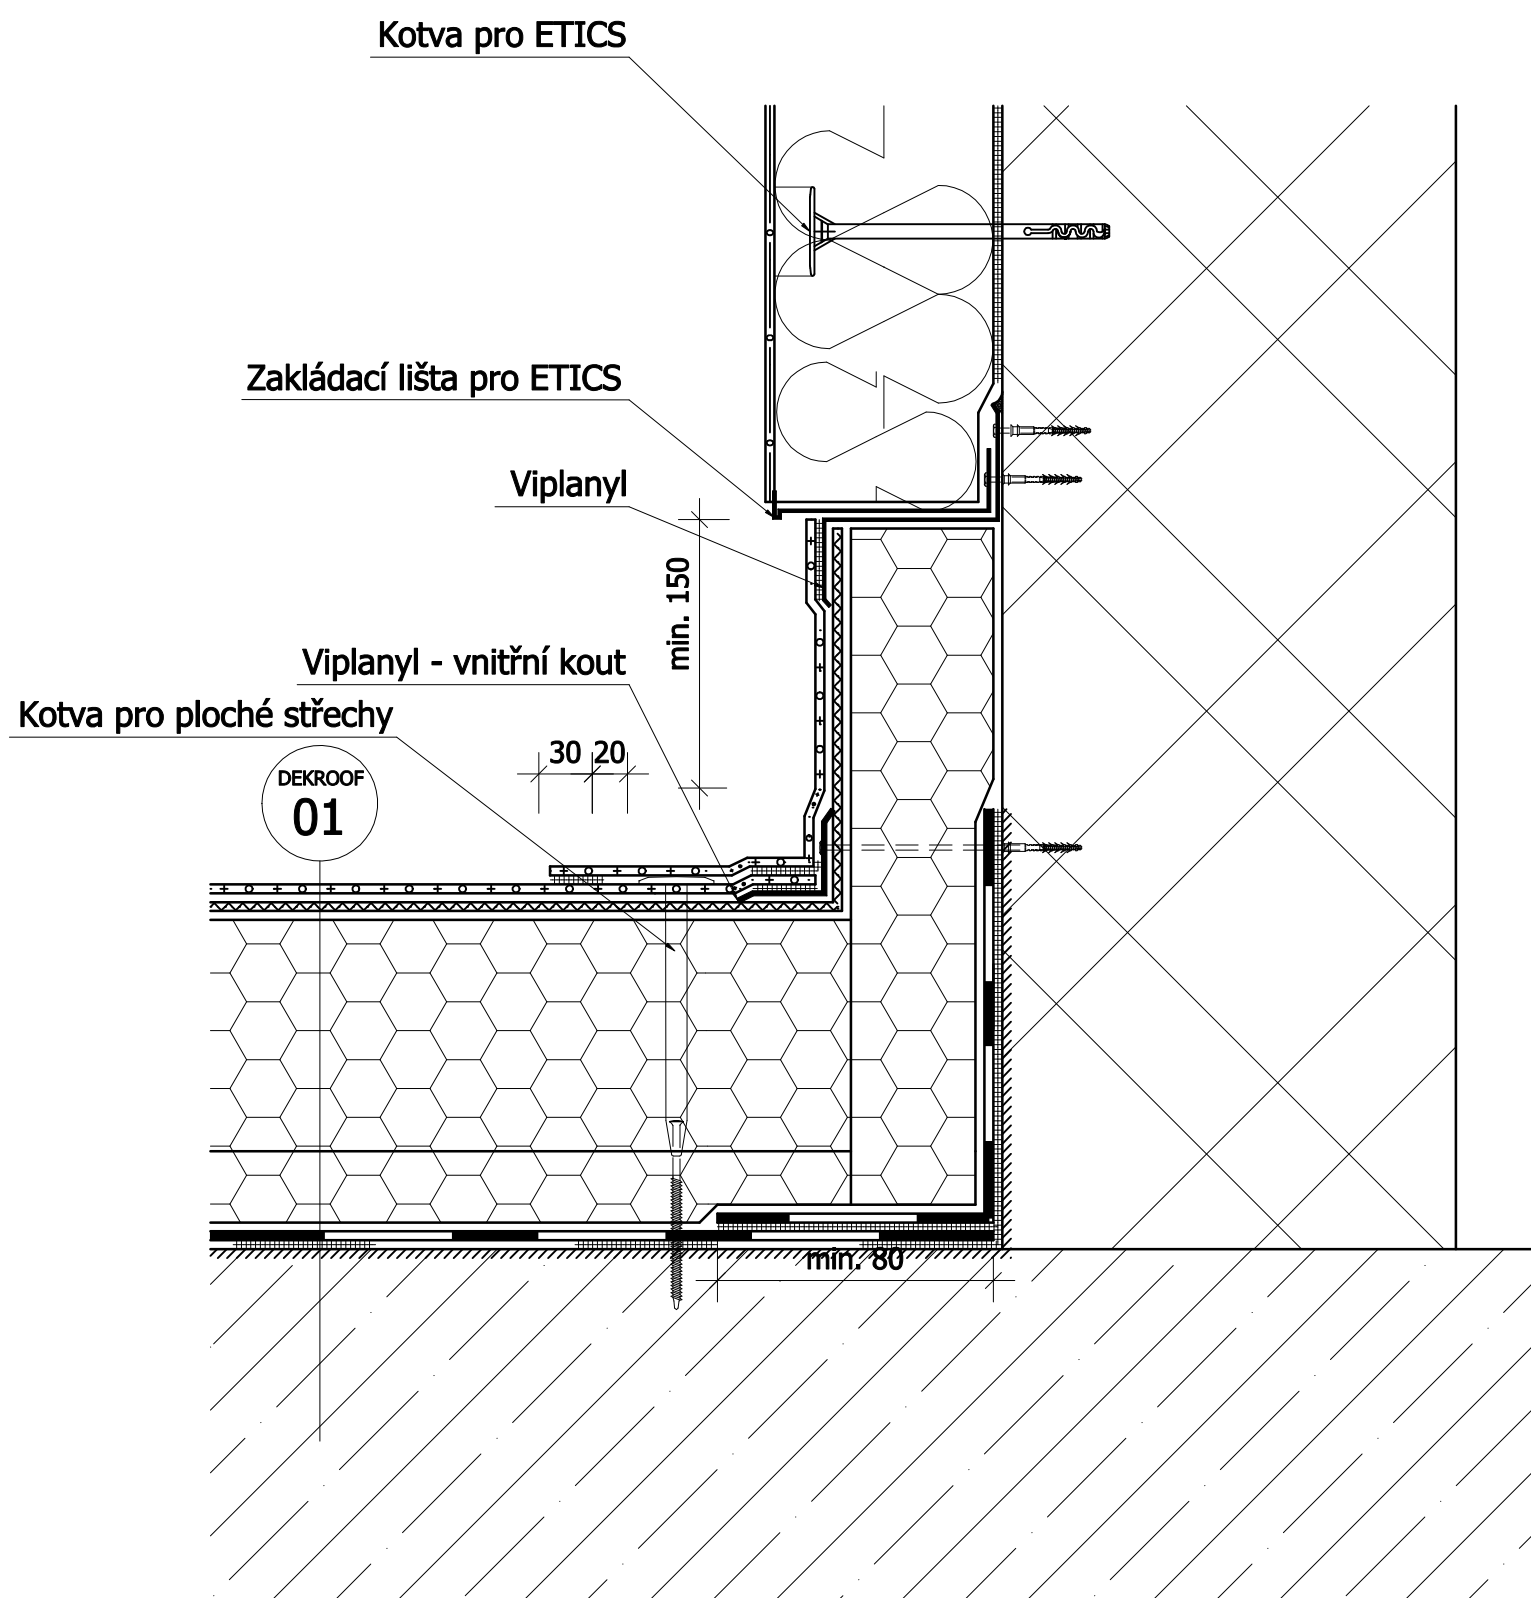 Kotva pro ETICS
Zakládací lišta pro ETICS
Viplanyl
min. 150
Viplanyl - vnitřní kout
Kotva pro ploché střechy
30 20
DEKROOF
01
min. 80